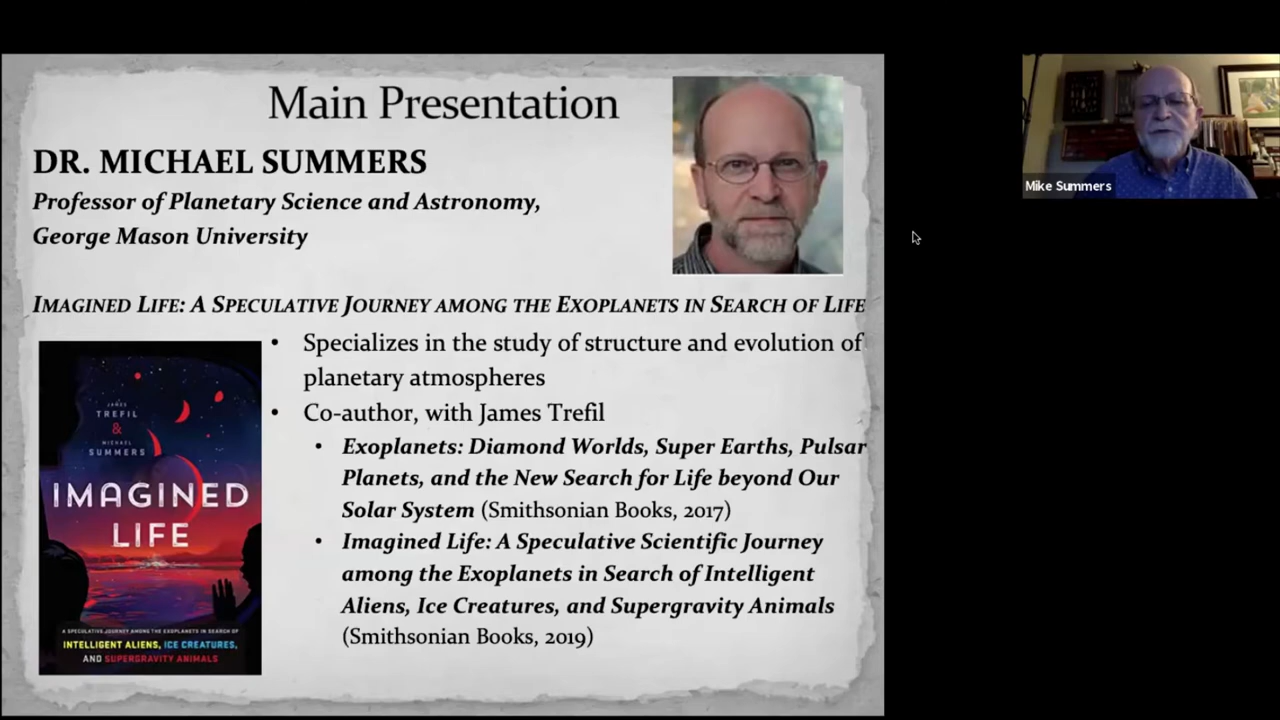 Main Presentation
DR. MICHAEL SUMMERS
Professor of Planetary Science and Astronomy,
George Mason University
IMAGINED LIFE: A SPECULATIVE JOURNEY AMONG THE EXOPLANETS IN SEARCH OF LIFE
• Specializes in the study of structure and evolution of
planetary atmospheres
• Co-author, with James Trefil
• Exoplanets: Diamond Worlds, Super Earths, Pulsar
Planets, and the New Search for Life beyond Our
Solar System (Smithsonian Books, 2017)
• Imagined Life: A Speculative Scientific Journey
among the Exoplanets in Search of Intelligent
Aliens, Ice Creatures, and Supergravity Animals
(Smithsonian Books, 2019)
JAMES
TREFIL
&
MICHAEL
SUMMERS
IMAGINED
LIFE
A SPECULATIVE JOURNEY AMONG THE EXOPLANETS IN SEARCH OF
INTELLIGENT ALIENS, ICE CREATURES,
AND SUPERGRAVITY ANIMALS
Mike Summers